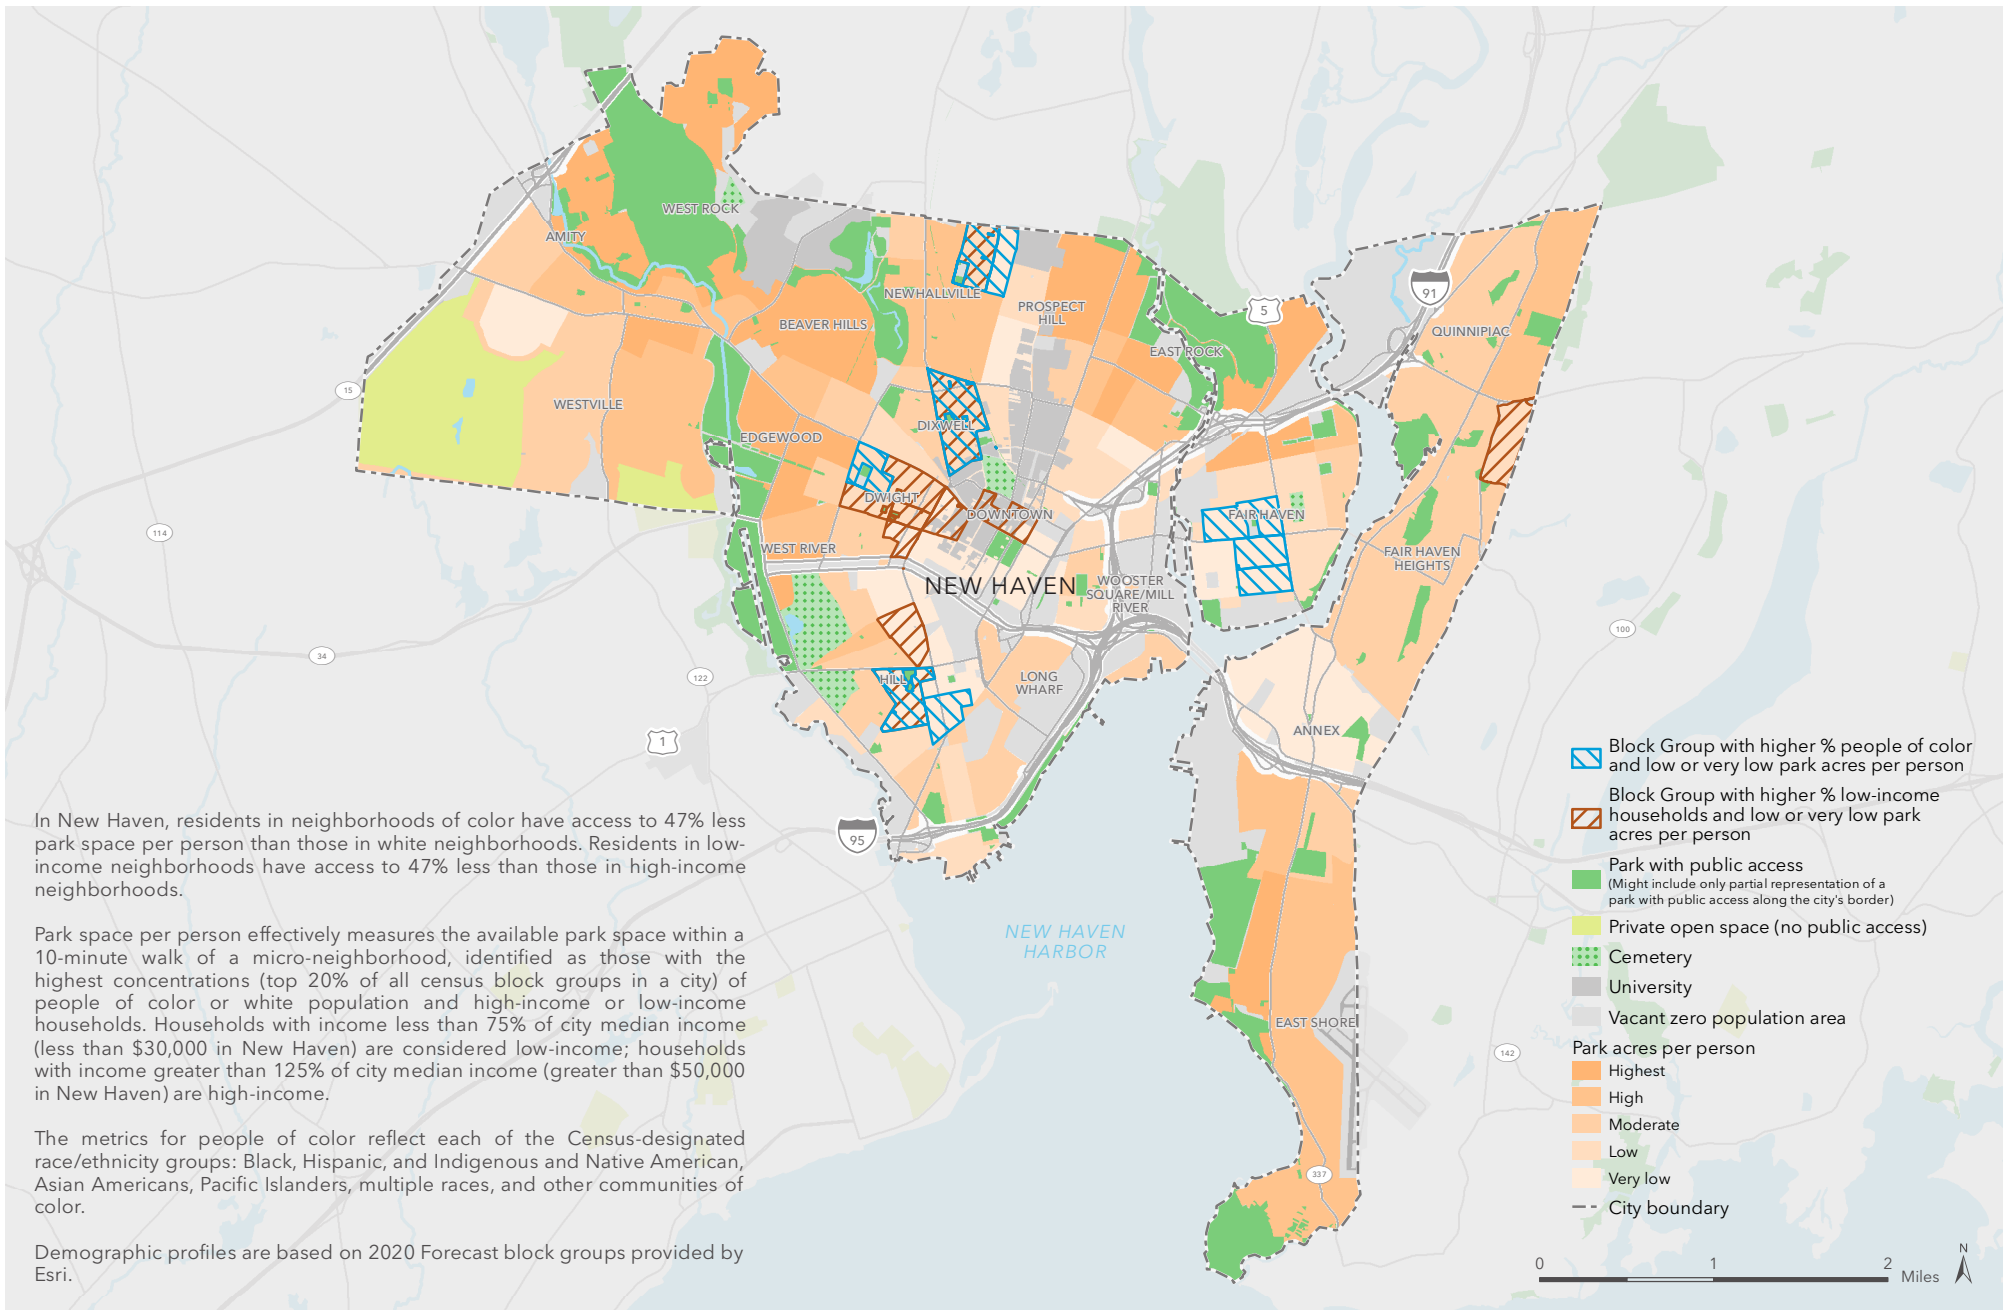 WEST ROCK
AMITY
NEWHALLVILLE
PROSPECT
HILL
BEAVER HILLS
EAST ROCK
5
91
QUINNIPIAC
15
WESTVILLE
EDGEWOOD
DIXWELL
DWIGHT
DOWNTOWN
FAIR HAVEN
114
WEST RIVER
FAIR HAVEN
HEIGHTS
NEW HAVEN
WOOSTER
SQUARE/MILL
RIVER
34
122
100
HILL
LONG
WHARF
1
ANNEX
95
NEW HAVEN
HARBOR
EAST SHORE
142
337
In New Haven, residents in neighborhoods of color have access to 47% less
park space per person than those in white neighborhoods. Residents in low-
income neighborhoods have access to 47% less than those in high-income
neighborhoods.
Park space per person effectively measures the available park space within a
10-minute walk of a micro-neighborhood, identified as those with the
highest concentrations (top 20% of all census block groups in a city) of
people of color or white population and high-income or low-income
households. Households with income less than 75% of city median income
(less than $30,000 in New Haven) are considered low-income; households
with income greater than 125% of city median income (greater than $50,000
in New Haven) are high-income.
The metrics for people of color reflect each of the Census-designated
race/ethnicity groups: Black, Hispanic, and Indigenous and Native American,
Asian Americans, Pacific Islanders, multiple races, and other communities of
color.
Demographic profiles are based on 2020 Forecast block groups provided by
Esri.
Block Group with higher % people of color
and low or very low park acres per person
Block Group with higher % low-income
households and low or very low park
acres per person
Park with public access
(Might include only partial representation of a
park with public access along the city's border)
Private open space (no public access)
Cemetery
University
Vacant zero population area
Park acres per person
Highest
High
Moderate
Low
Very low
City boundary
0 1 2
Miles
N